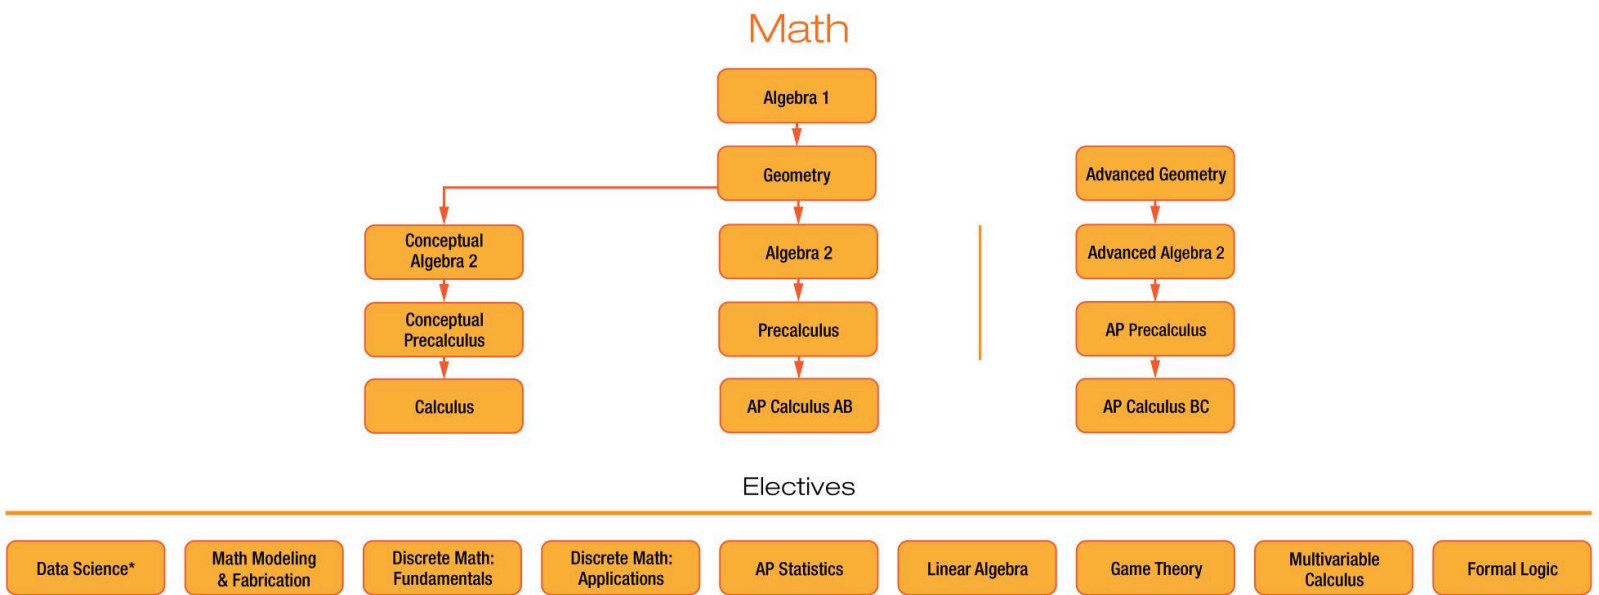 Math
Algebra 1
Geometry
Advanced Geometry
Conceptual
Algebra 2
Algebra 2
Advanced Algebra 2
Conceptual
Precalculus
Precalculus
AP Precalculus
Calculus
AP Calculus AB
AP Calculus BC
Electives
Data Science*
Math Modeling
& Fabrication
Discrete Math:
Fundamentals
Discrete Math:
Applications
AP Statistics
Linear Algebra
Game Theory
Multivariable
Calculus
Formal Logic